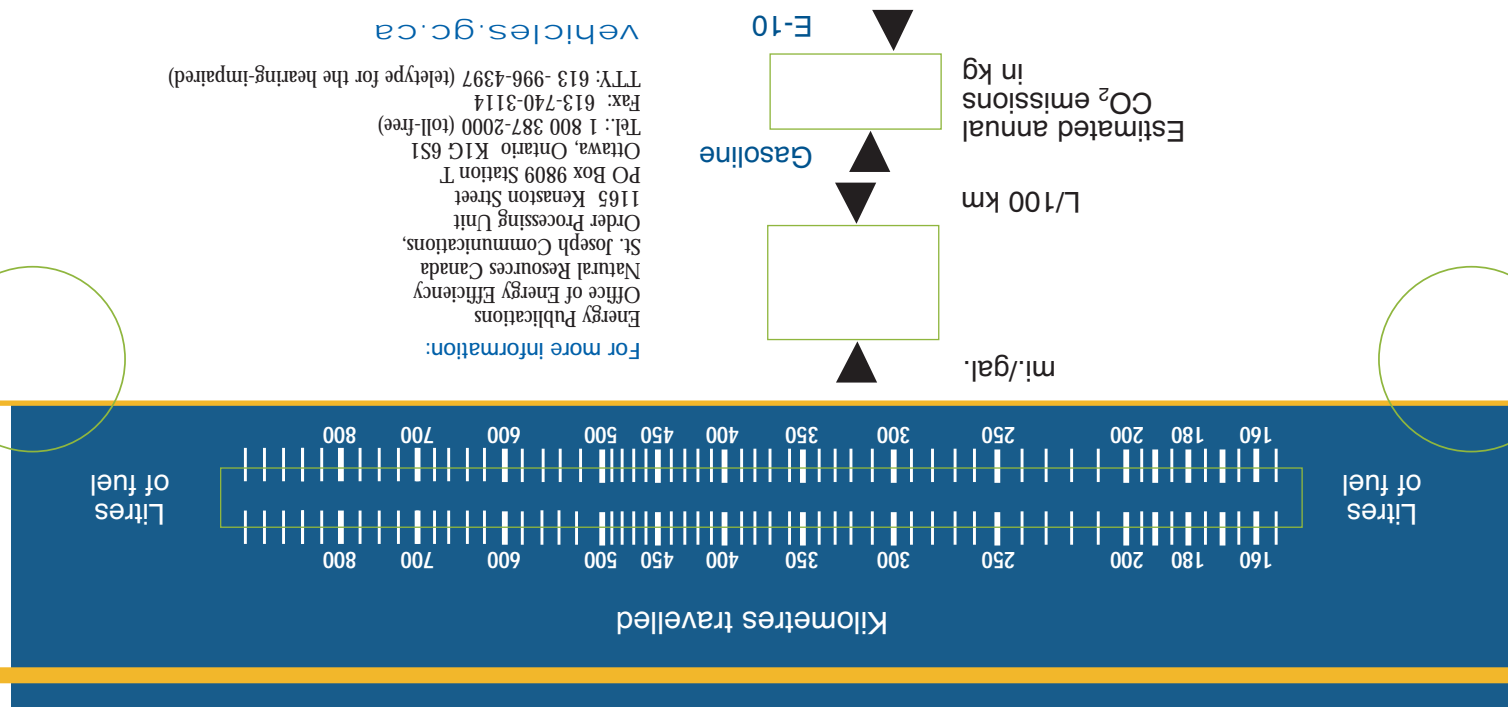 Kilometres travelled
160 180 200 250 300 350 400 450 500 600 700 800
Litres
of fuel
Litres
of fuel
160 180 200 250 300 350 400 450 500 600 700 800
mi./gal.
L/100 km
Estimated annual
CO₂ emissions
in kg
Gasoline
E-10
For more information:
Energy Publications
Office of Energy Efficiency
Natural Resources Canada
St. Joseph Communications,
Order Processing Unit
1165 Kenaston Street
PO Box 9809 Station T
Ottawa, Ontario K1G 6S1
Tel.: 1 800 387-2000 (toll-free)
Fax: 613-740-3114
TTY: 613 -996-4397 (teletype for the hearing-impaired)
vehicles.gc.ca